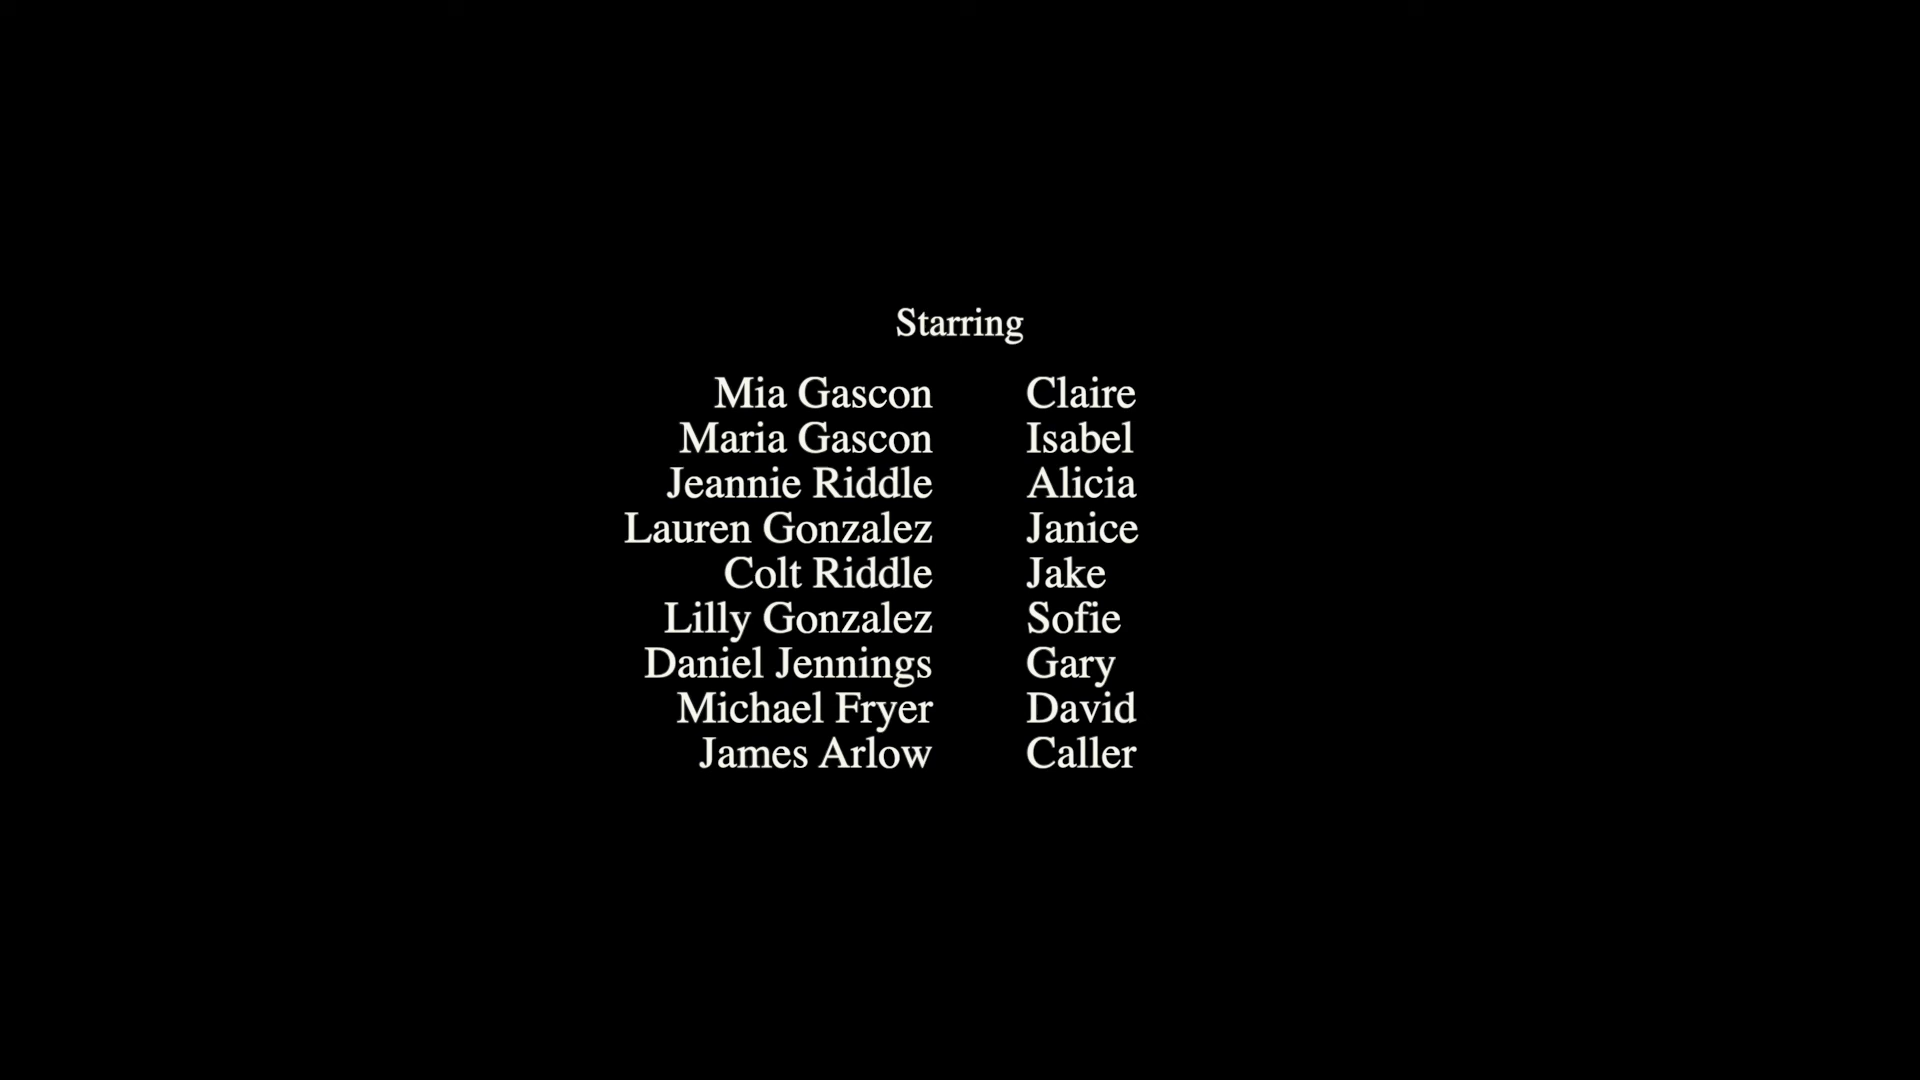 Starring
Mia Gascon Claire
Maria Gascon Isabel
Jeannie Riddle Alicia
Lauren Gonzalez Janice
Colt Riddle Jake
Lilly Gonzalez Sofie
Daniel Jennings Gary
Michael Fryer David
James Arlow Caller